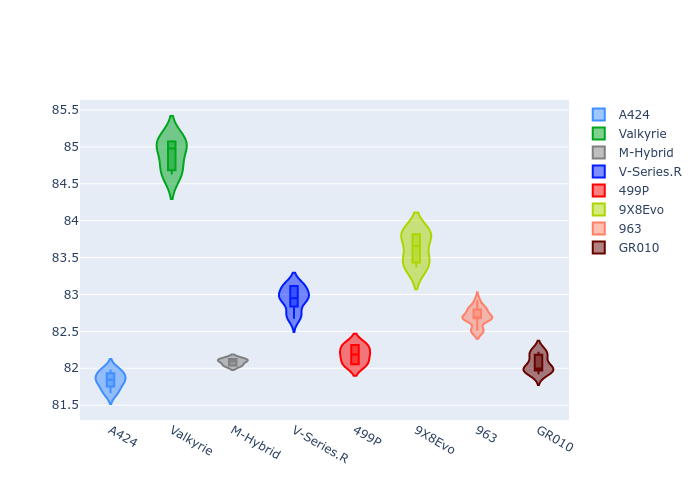 85.5
85
84.5
84
83.5
83
82.5
82
81.5
A424
Valkyrie
M-Hybrid
V-Series.R
499P
9X8Evo
963
GR010
A424
Valkyrie
M-Hybrid
V-Series.R
499P
9X8Evo
963
GR010